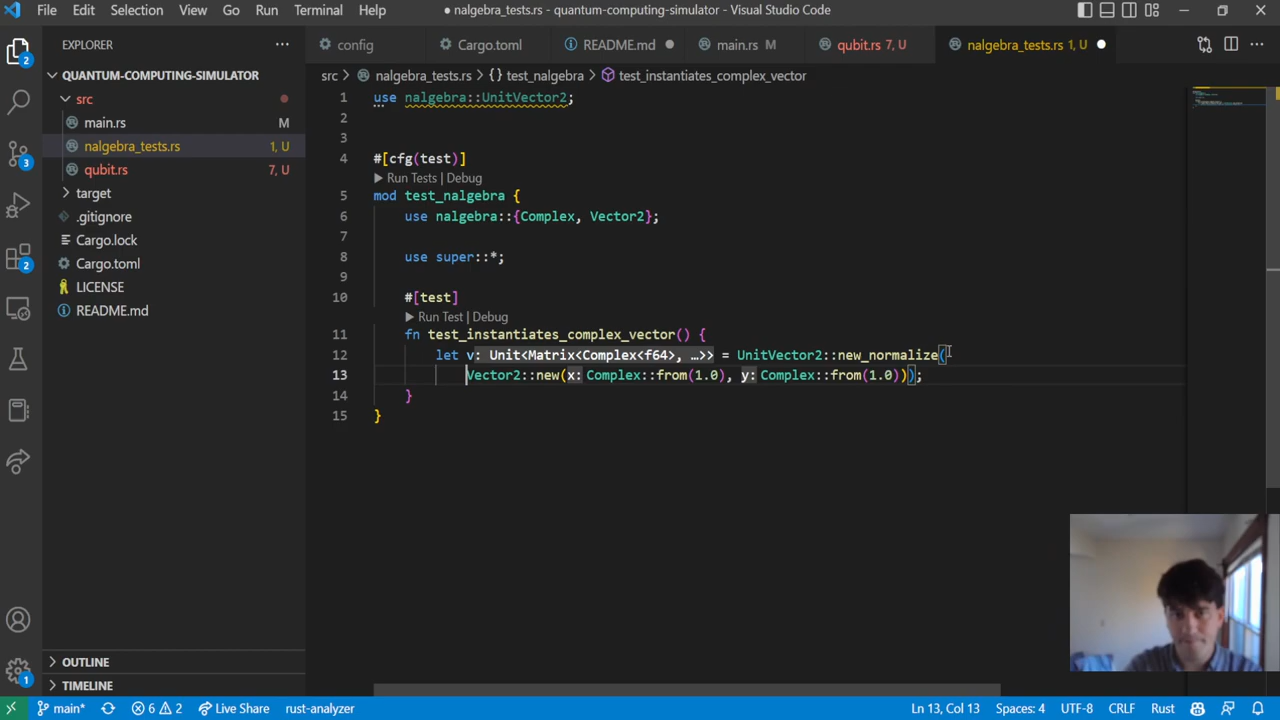 File Edit Selection View Go Run Terminal Help
● nalgebra_tests.rs - quantum-computing-simulator - Visual Studio Code
EXPLORER
config
Cargo.toml
README.md
main.rs M
qubit.rs 7, U
nalgebra_tests.rs 1, U
2
QUANTUM-COMPUTING-SIMULATOR
src
main.rs M
nalgebra_tests.rs 1, U
qubit.rs 7, U
target
.gitignore
Cargo.lock
Cargo.toml
LICENSE
README.md
3
2
src > nalgebra_tests.rs > {} test_nalgebra > test_instantiates_complex_vector
1 use nalgebra::UnitVector2;
2
3
4 #[cfg(test)]
▶ Run Tests | Debug
5 mod test_nalgebra {
6 use nalgebra::{Complex, Vector2};
7
8 use super::*;
9
10 #[test]
▶ Run Test | Debug
11 fn test_instantiates_complex_vector() {
12 let v: Unit<Matrix<Complex<f64>, …>> = UnitVector2::new_normalize(
13 Vector2::new(x: Complex::from(1.0), y: Complex::from(1.0)));
14 }
15 }
OUTLINE
TIMELINE
1
main* 6 2 Live Share rust-analyzer
Ln 13, Col 13 Spaces: 4 UTF-8 CRLF Rust